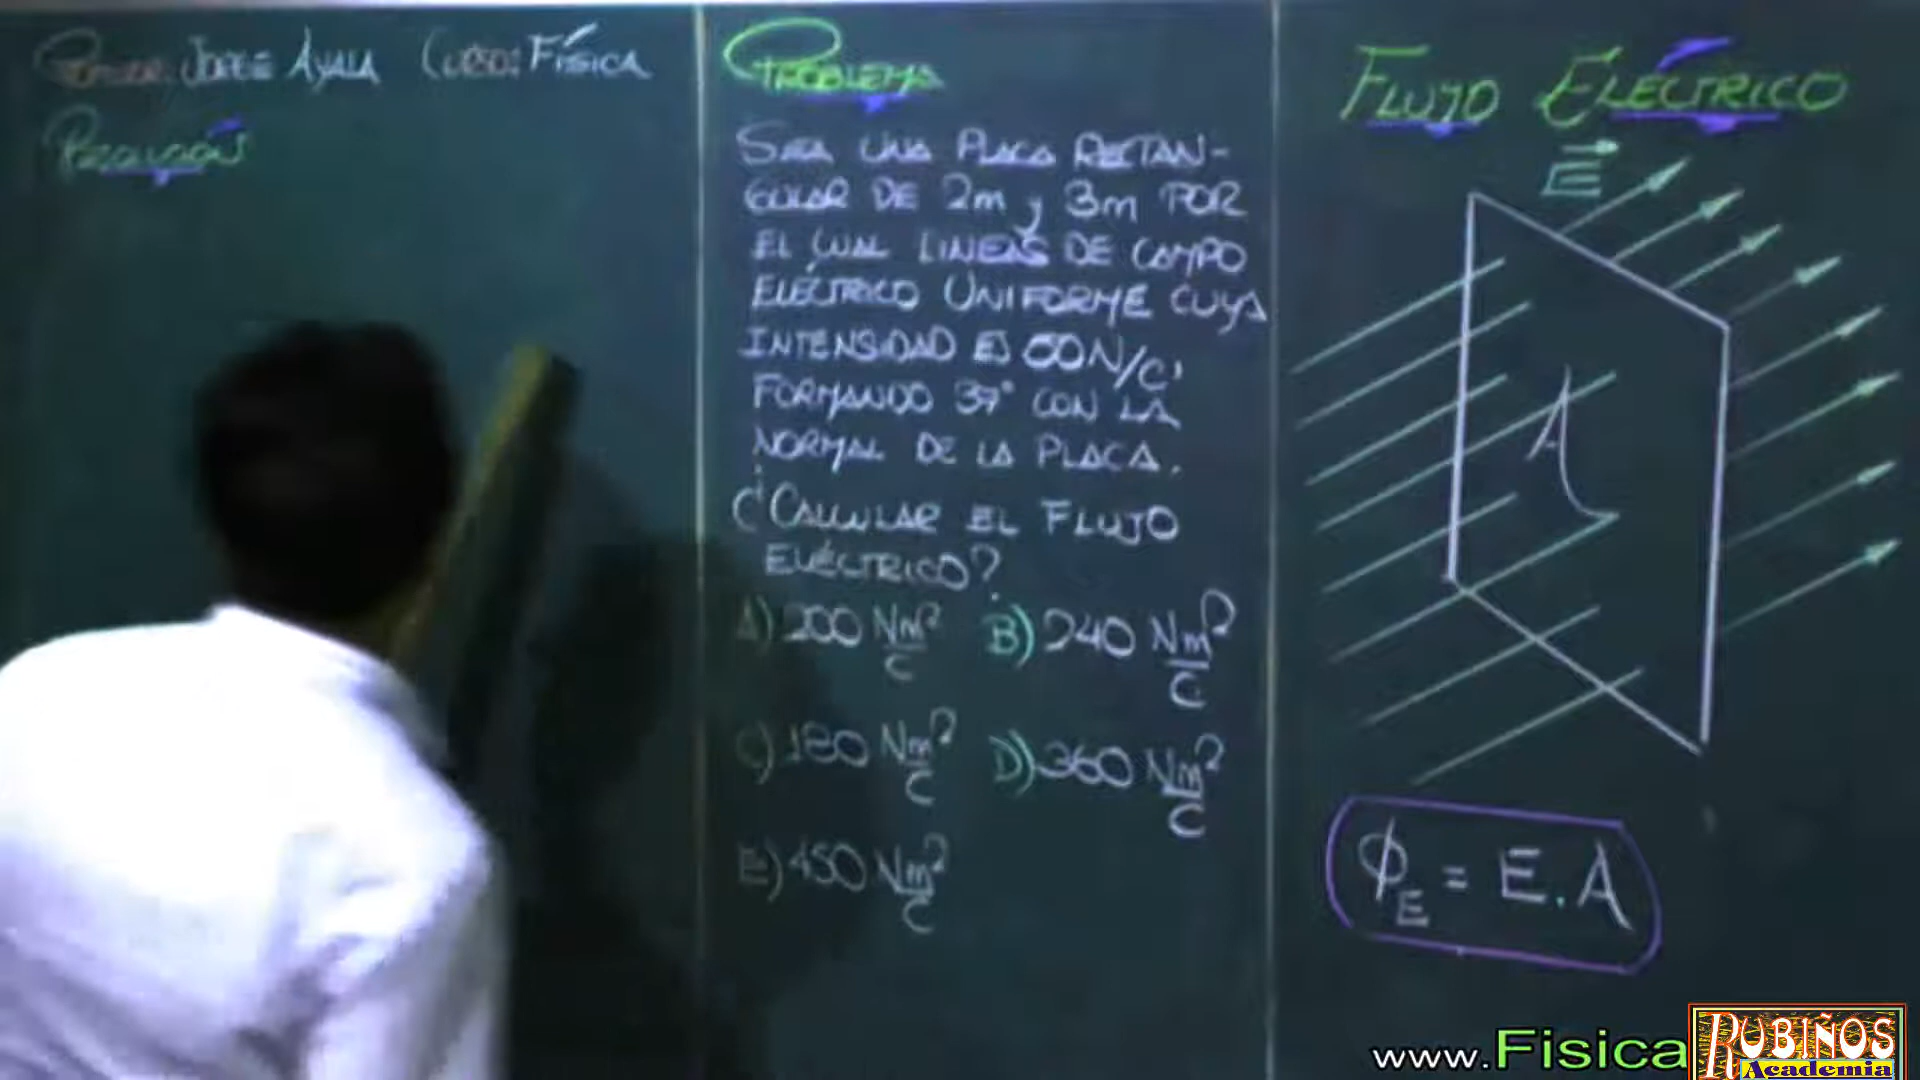 Profesor: Jorge Ayala Curso: Física
Resolución
Problema
Sea una placa rectan-
gular de 2m y 3m por
el cual lineas de campo
eléctrico uniforme cuya
intensidad es 50N/C,
formando 37° con la
normal de la placa.
¿Calcular el flujo
eléctrico?
A) 200 Nm²/C B) 240 Nm²/C
C) 180 Nm²/C D) 360 Nm²/C
E) 450 Nm²/C
Flujo Eléctrico
E
A
ϕE = E.A
www.Fisica
RUBIÑOS
Academia